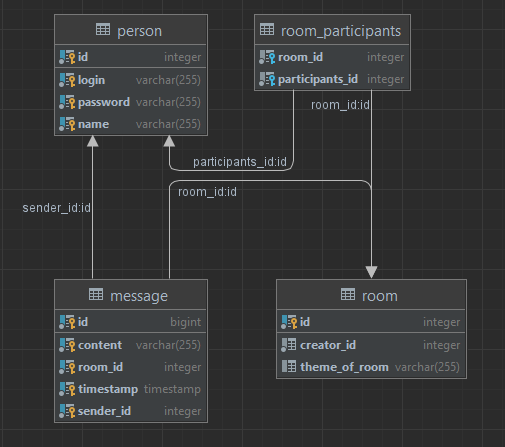 person
id integer
login varchar(255)
password varchar(255)
name varchar(255)
room_participants
room_id integer
participants_id integer
room_id:id
participants_id:id
room_id:id
sender_id:id
message
id bigint
content varchar(255)
room_id integer
timestamp timestamp
sender_id integer
room
id integer
creator_id integer
theme_of_room varchar(255)